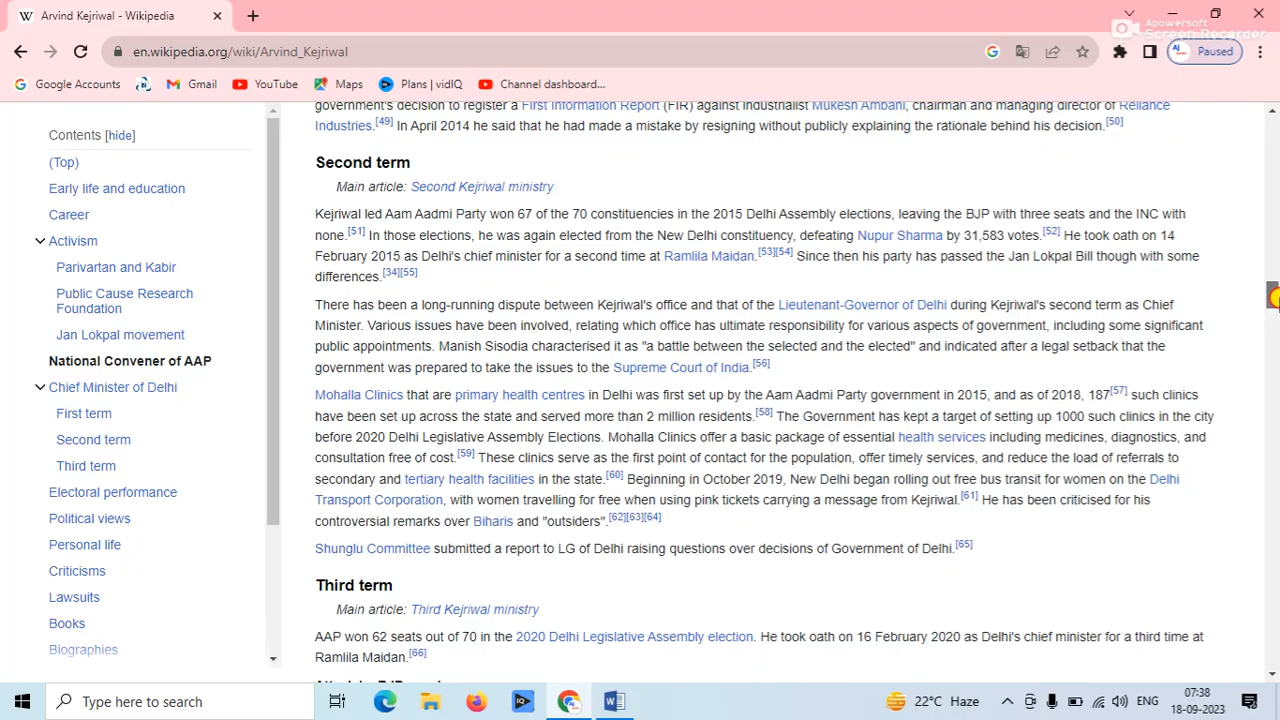 Arvind Kejriwal - Wikipedia
Apowersoft
Screen Recorder
en.wikipedia.org/wiki/Arvind_Kejriwal
Paused
Google Accounts
Gmail
YouTube
Maps
Plans | vidIQ
Channel dashboard...
Contents [hide]
(Top)
Early life and education
Career
Activism
Parivartan and Kabir
Public Cause Research
Foundation
Jan Lokpal movement
National Convener of AAP
Chief Minister of Delhi
First term
Second term
Third term
Electoral performance
Political views
Personal life
Criticisms
Lawsuits
Books
Biographies
government's decision to register a First Information Report (FIR) against industrialist Mukesh Ambani, chairman and managing director of Reliance
Industries.[49] In April 2014 he said that he had made a mistake by resigning without publicly explaining the rationale behind his decision.[50]
Second term
Main article: Second Kejriwal ministry
Kejriwal led Aam Aadmi Party won 67 of the 70 constituencies in the 2015 Delhi Assembly elections, leaving the BJP with three seats and the INC with
none.[51] In those elections, he was again elected from the New Delhi constituency, defeating Nupur Sharma by 31,583 votes.[52] He took oath on 14
February 2015 as Delhi's chief minister for a second time at Ramlila Maidan.[53][54] Since then his party has passed the Jan Lokpal Bill though with some
differences.[34][55]
There has been a long-running dispute between Kejriwal's office and that of the Lieutenant-Governor of Delhi during Kejriwal's second term as Chief
Minister. Various issues have been involved, relating which office has ultimate responsibility for various aspects of government, including some significant
public appointments. Manish Sisodia characterised it as "a battle between the selected and the elected" and indicated after a legal setback that the
government was prepared to take the issues to the Supreme Court of India.[56]
Mohalla Clinics that are primary health centres in Delhi was first set up by the Aam Aadmi Party government in 2015, and as of 2018, 187[57] such clinics
have been set up across the state and served more than 2 million residents.[58] The Government has kept a target of setting up 1000 such clinics in the city
before 2020 Delhi Legislative Assembly Elections. Mohalla Clinics offer a basic package of essential health services including medicines, diagnostics, and
consultation free of cost.[59] These clinics serve as the first point of contact for the population, offer timely services, and reduce the load of referrals to
secondary and tertiary health facilities in the state.[60] Beginning in October 2019, New Delhi began rolling out free bus transit for women on the Delhi
Transport Corporation, with women travelling for free when using pink tickets carrying a message from Kejriwal.[61] He has been criticised for his
controversial remarks over Biharis and "outsiders".[62][63][64]
Shunglu Committee submitted a report to LG of Delhi raising questions over decisions of Government of Delhi.[65]
Third term
Main article: Third Kejriwal ministry
AAP won 62 seats out of 70 in the 2020 Delhi Legislative Assembly election. He took oath on 16 February 2020 as Delhi's chief minister for a third time at
Ramlila Maidan.[66]
Type here to search
22°C Haze
ENG
07:38
18-09-2023